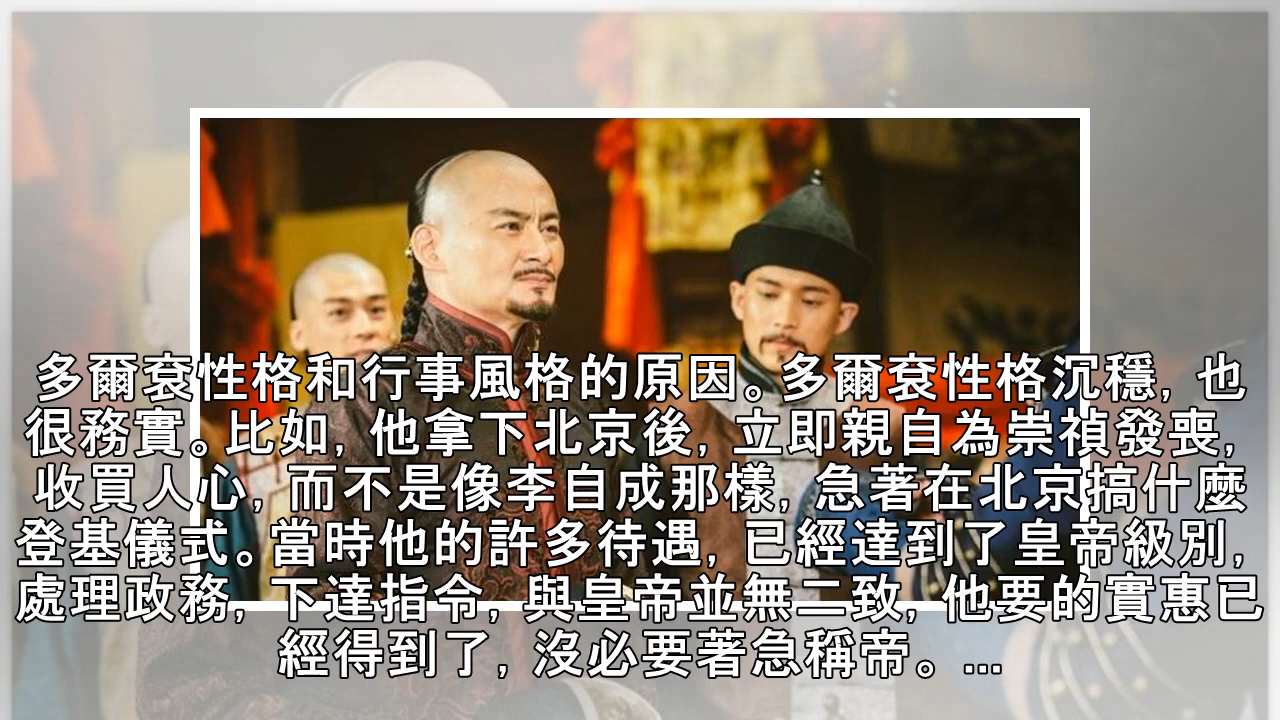 多爾袞性格和行事風格的原因。多爾袞性格沉穩, 也
很務實。比如, 他拿下北京後, 立即親自為崇禎發喪,
收買人心, 而不是像李自成那樣, 急著在北京搞什麼
登基儀式。當時他的許多待遇, 已經達到了皇帝級別,
處理政務, 下達指令, 與皇帝並無二致, 他要的實惠已
經得到了, 沒必要著急稱帝。...